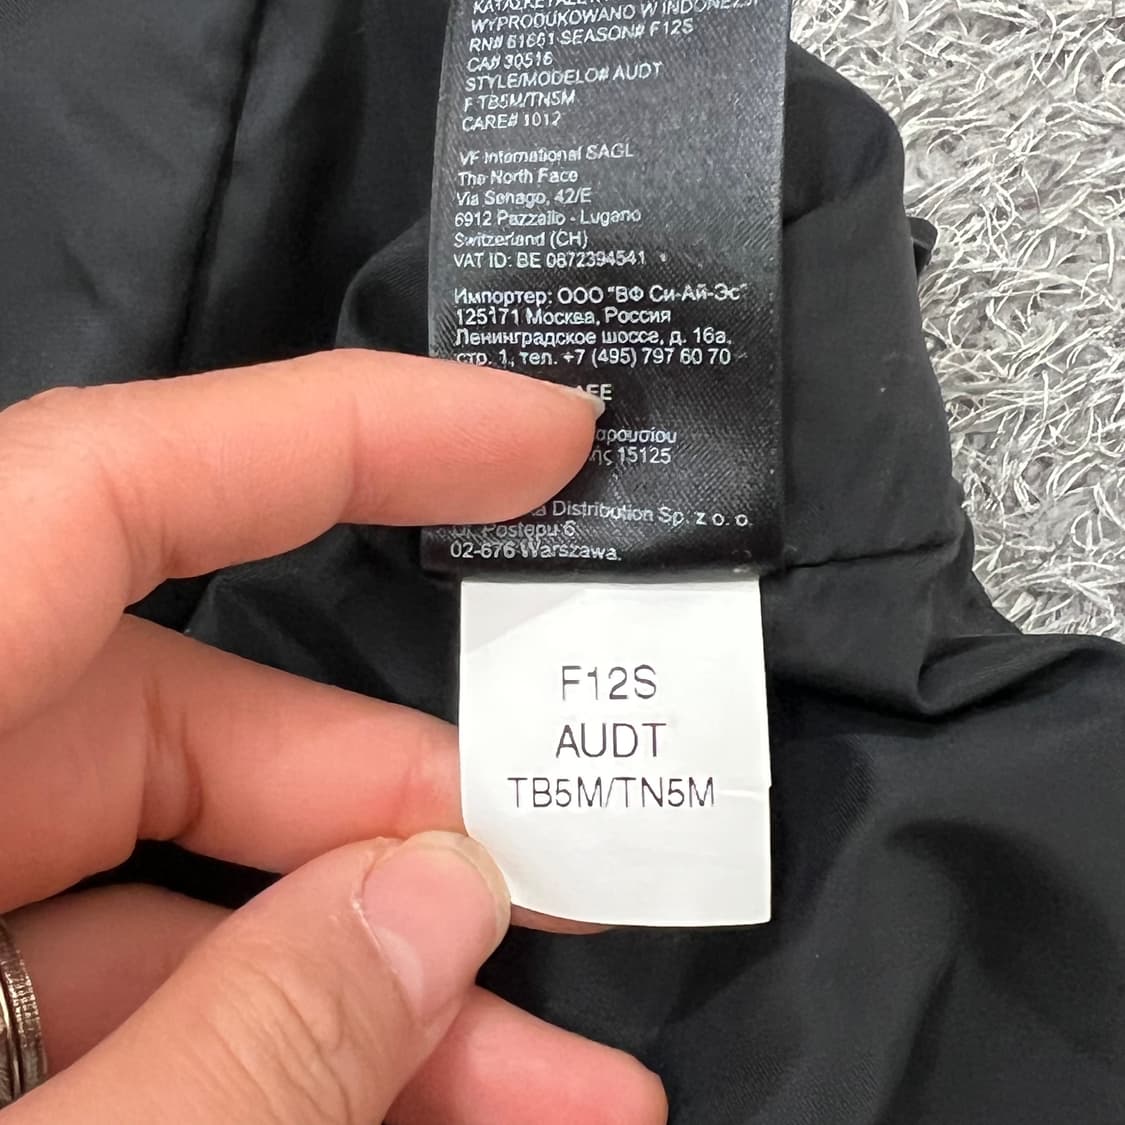 WYPRODUKOWANO W INDONEZJI
RN# 61661 SEASON# F12S
CA# 30516
STYLE/MODELO# AUDT
F TB5M/TN5M
CARE# 1012
VF International SAGL
The North Face
Via Senago, 42/E
6912 Pazzallo - Lugano
Switzerland (CH)
VAT ID: BE 0872394541
Импортер: ООО "ВФ Си-Ай-Эс"
125171 Москва, Россия
Ленинградское шоссе, д. 16а,
стр. 1, тел. +7 (495) 797 60 70
15125
Distribution Sp. z o. o.
Ul. Postępu 6
02-676 Warszawa.
F12S
AUDT
TB5M/TN5M